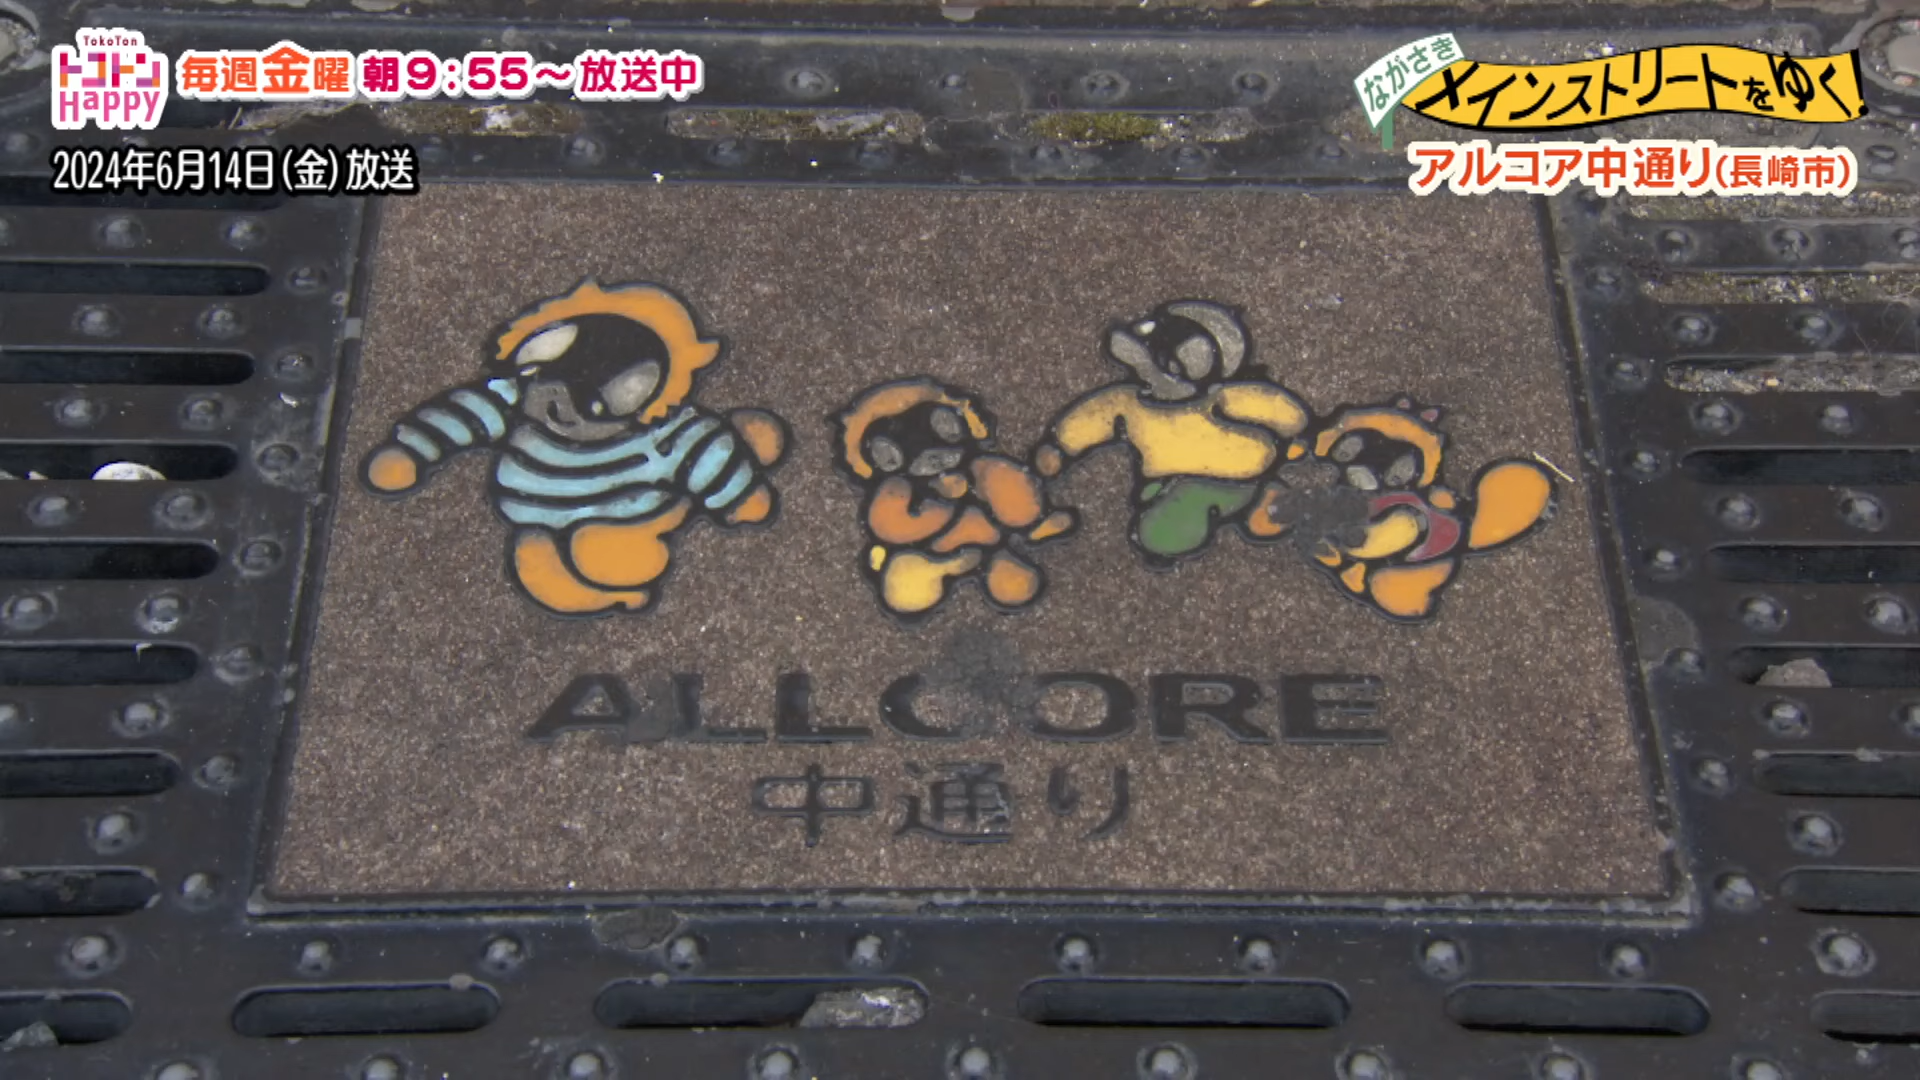 TokoTon
トコトン
Happy
毎週金曜 朝9:55～放送中
2024年6月14日(金)放送
ながさき
メインストリートをゆく!
アルコア中通り(長崎市)
ALLCORE
中通り